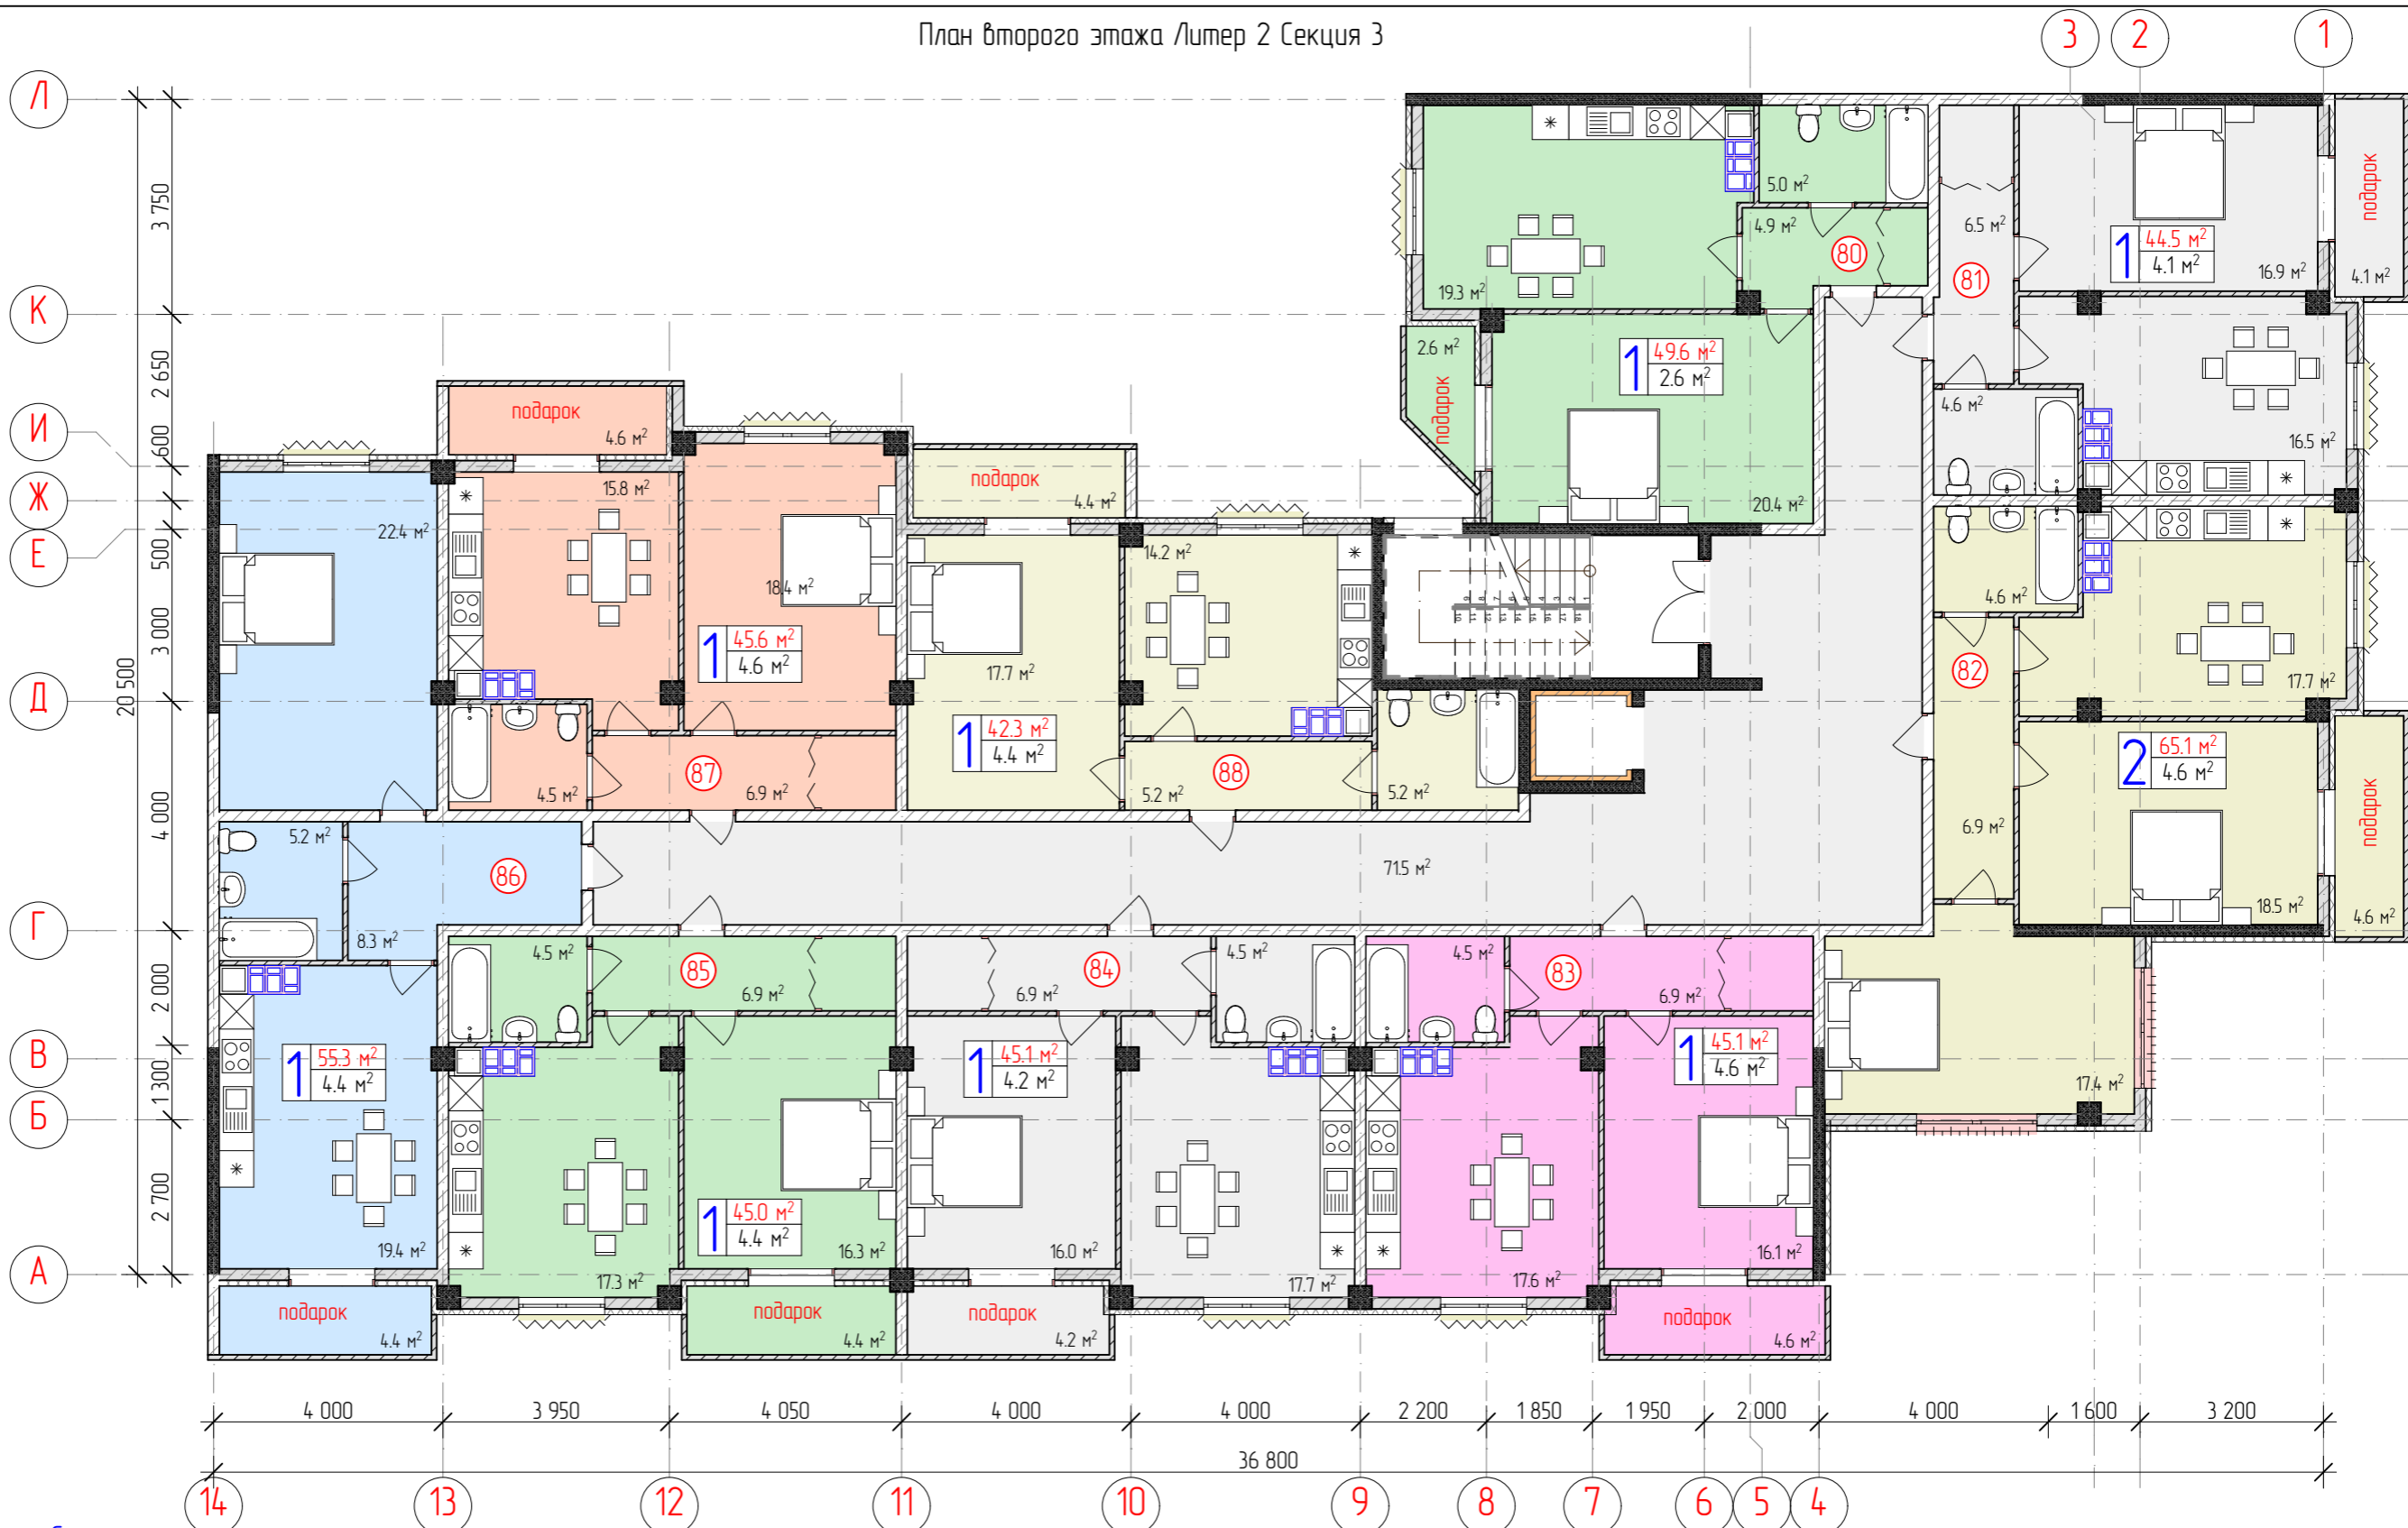 План второго этажа Литер 2 Секция 3
3
2
1
Л
К
И
Ж
Е
Д
Г
В
Б
А
3 750
2 650
600
500
3 000
4 000
2 000
1 300
2 700
20 500
19.3 м²
5.0 м²
4.9 м²
80
2.6 м²
подарок
1
49.6 м²
2.6 м²
20.4 м²
6.5 м²
81
1
44.5 м²
4.1 м²
16.9 м²
подарок
4.1 м²
4.6 м²
16.5 м²
4.6 м²
82
17.7 м²
2
65.1 м²
4.6 м²
6.9 м²
18.5 м²
подарок
4.6 м²
17.4 м²
22.4 м²
подарок
4.6 м²
15.8 м²
18.4 м²
1
45.6 м²
4.6 м²
87
4.5 м²
6.9 м²
подарок
4.4 м²
14.2 м²
17.7 м²
1
42.3 м²
4.4 м²
88
5.2 м²
5.2 м²
71.5 м²
5.2 м²
86
8.3 м²
1
55.3 м²
4.4 м²
19.4 м²
подарок
4.4 м²
4.5 м²
85
6.9 м²
17.3 м²
1
45.0 м²
4.4 м²
16.3 м²
подарок
4.4 м²
84
6.9 м²
4.5 м²
1
45.1 м²
4.2 м²
16.0 м²
17.7 м²
подарок
4.2 м²
4.5 м²
83
6.9 м²
1
45.1 м²
4.6 м²
17.6 м²
16.1 м²
подарок
4.6 м²
4 000
3 950
4 050
4 000
4 000
2 200
1 850
1 950
2 000
4 000
1 600
3 200
36 800
14
13
12
11
10
9
8
7
6
5
4